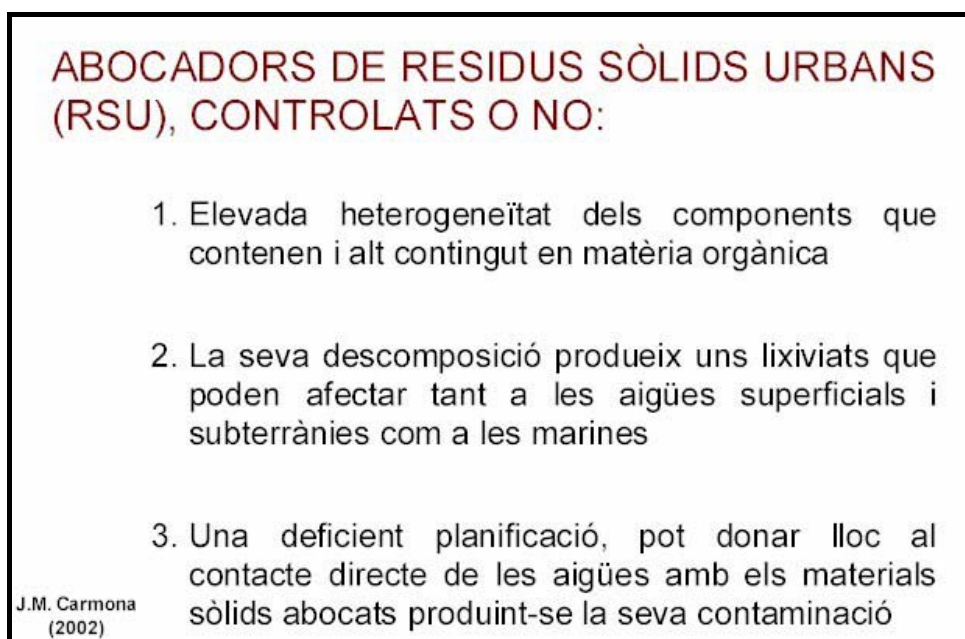 ABOCADORS DE RESIDUS SÒLIDS URBANS
(RSU), CONTROLATS O NO:
1. Elevada heterogeneïtat dels components que
contenen i alt contingut en matèria orgànica
2. La seva descomposició produeix uns lixiviats que
poden afectar tant a les aigües superficials i
subterrànies com a les marines
3. Una deficient planificació, pot donar lloc al
contacte directe de les aigües amb els materials
sòlids abocats produint-se la seva contaminació
J.M. Carmona
(2002)